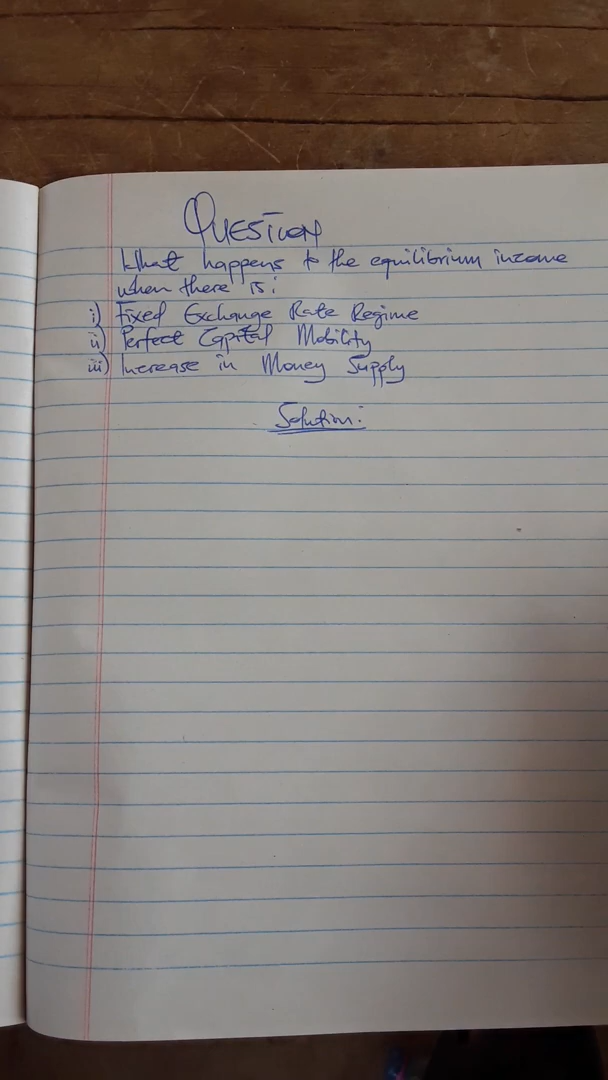 QUESTION
What happens to the equilibrium income
when there is:
i) Fixed Exchange Rate Regime
ii) Perfect Capital Mobility
iii) Increase in Money Supply
Solution: